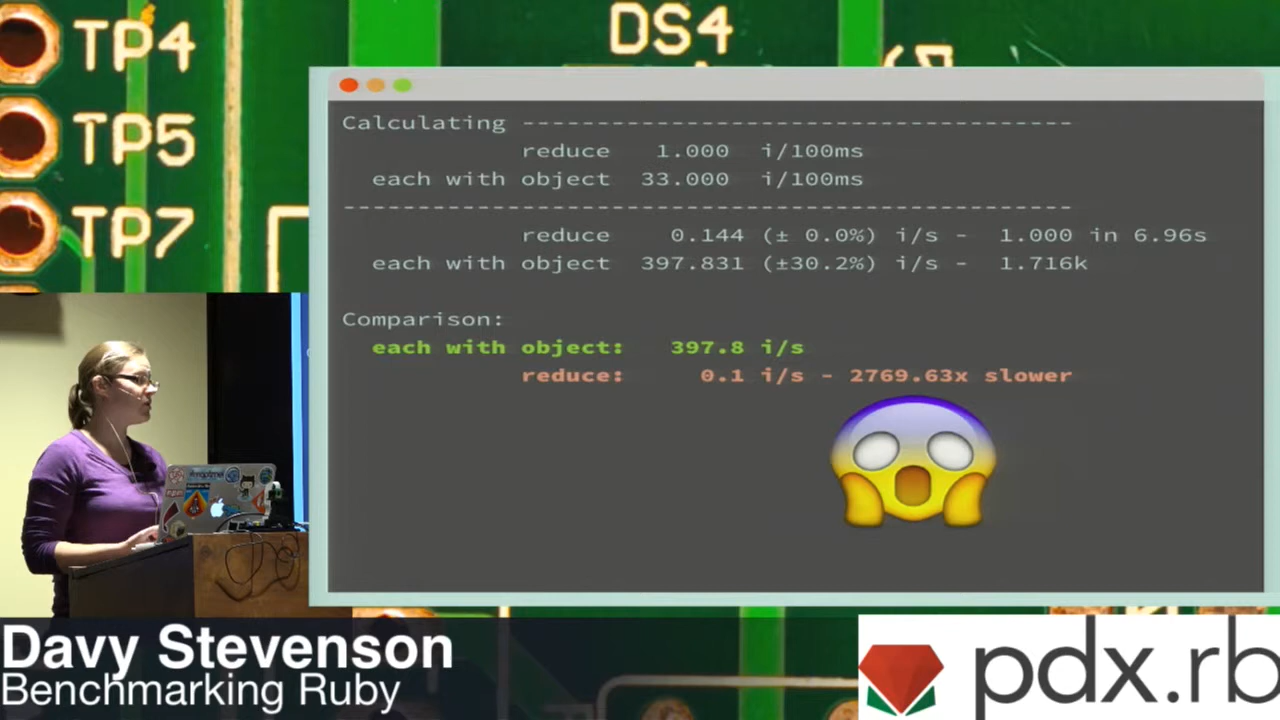 TP4
DS4
TP5
TP7
Calculating -------------------------------------
reduce 1.000 i/100ms
each with object 33.000 i/100ms
-------------------------------------------------
reduce 0.144 (± 0.0%) i/s - 1.000 in 6.96s
each with object 397.831 (±30.2%) i/s - 1.716k
Comparison:
each with object: 397.8 i/s
reduce: 0.1 i/s - 2769.63x slower
Davy Stevenson
Benchmarking Ruby
pdx.rb